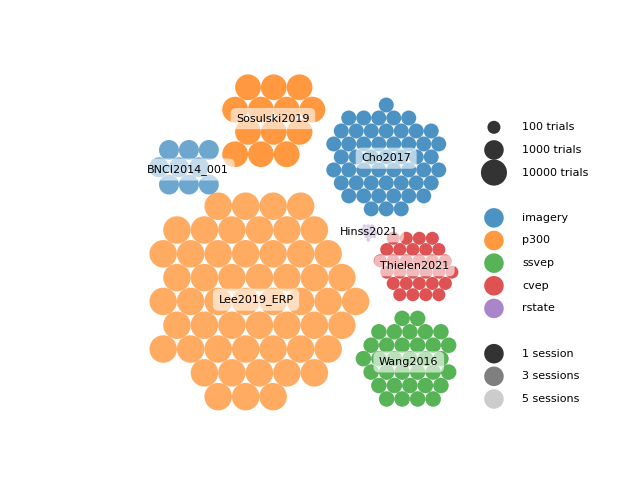 Sosulski2019
Cho2017
BNCI2014_001
Hinss2021
Thielen2021
Lee2019_ERP
Wang2016
100 trials
1000 trials
10000 trials
imagery
p300
ssvep
cvep
rstate
1 session
3 sessions
5 sessions